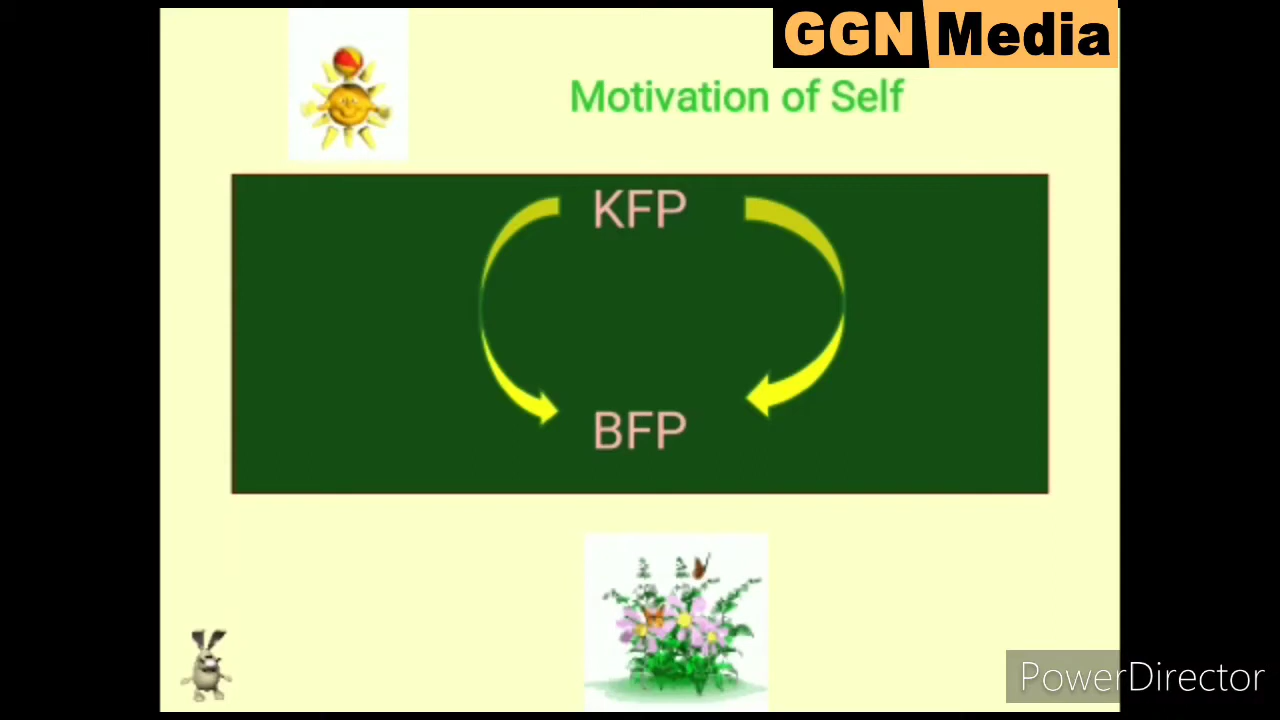 GGN Media
Motivation of Self
KFP
BFP
PowerDirector